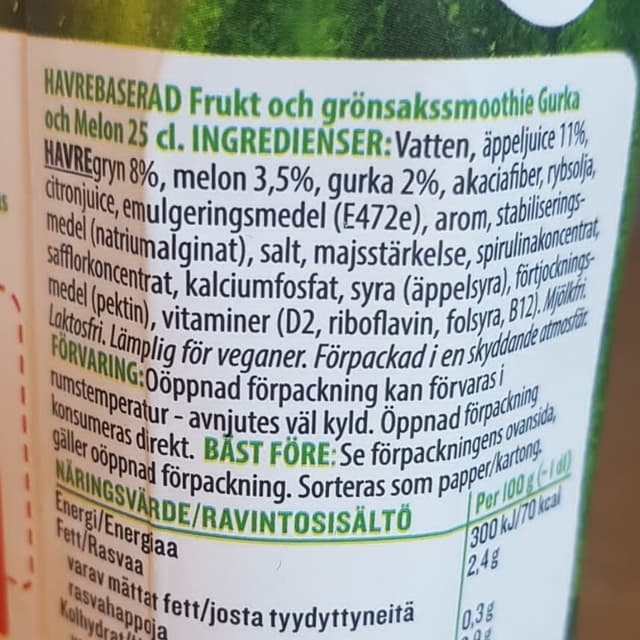 HAVREBASERAD Frukt och grönsakssmoothie Gurka
och Melon 25 cl. INGREDIENSER: Vatten, äppeljuice 11%,
HAVREgryn 8%, melon 3,5%, gurka 2%, akaciafiber, rybsolja,
citronjuice, emulgeringsmedel (E472e), arom, stabiliserings-
medel (natriumalginat), salt, majsstärkelse, spirulinakoncentrat,
safflorkoncentrat, kalciumfosfat, syra (äppelsyra), förtjocknings-
medel (pektin), vitaminer (D2, riboflavin, folsyra, B12). Mjölkfri.
Laktosfri. Lämplig för veganer. Förpackad i en skyddande atmosfär.
FÖRVARING: Oöppnad förpackning kan förvaras i
rumstemperatur - avnjutes väl kyld. Öppnad förpackning
konsumeras direkt. BÄST FÖRE: Se förpackningens ovansida,
gäller oöppnad förpackning. Sorteras som papper/kartong.
NÄRINGSVÄRDE/RAVINTOSISÄLTÖ Per 100 g (~1 dl)
Energi/Energiaa 300 kJ/70 kcal
Fett/Rasvaa 2,4g
varav mättat fett/josta tyydyttyneitä
rasvahappoja 0,3g